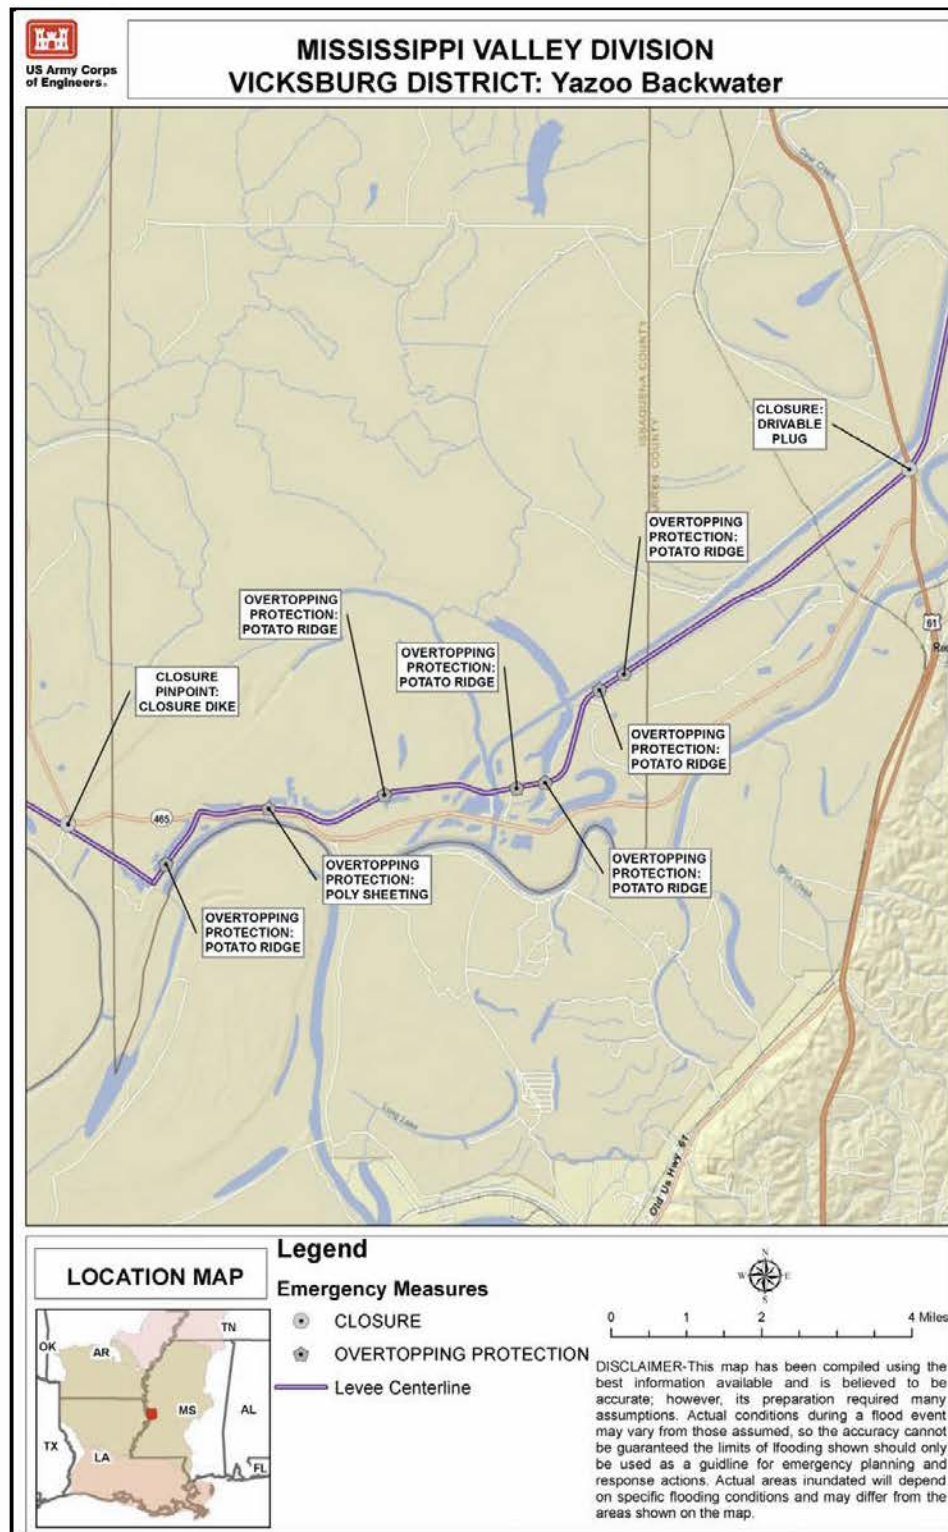 US Army Corps
of Engineers®
MISSISSIPPI VALLEY DIVISION
VICKSBURG DISTRICT: Yazoo Backwater
Deer Creek
ISSAQUENA COUNTY
WARREN COUNTY
CLOSURE:
DRIVABLE
PLUG
OVERTOPPING
PROTECTION:
POTATO RIDGE
OVERTOPPING
PROTECTION:
POTATO RIDGE
OVERTOPPING
PROTECTION:
POTATO RIDGE
61
Red
CLOSURE
PINPOINT:
CLOSURE DIKE
OVERTOPPING
PROTECTION:
POTATO RIDGE
465
OVERTOPPING
PROTECTION:
POLY SHEETING
OVERTOPPING
PROTECTION:
POTATO RIDGE
OVERTOPPING
PROTECTION:
POTATO RIDGE
Long Lake
Old Us Hwy 61
LOCATION MAP
OK
AR
TN
MS
AL
TX
LA
FL
Legend
Emergency Measures
CLOSURE
OVERTOPPING PROTECTION
Levee Centerline
N
W E
S
0 1 2 4 Miles
DISCLAIMER-This map has been compiled using the
best information available and is believed to be
accurate; however, its preparation required many
assumptions. Actual conditions during a flood event
may vary from those assumed, so the accuracy cannot
be guaranteed the limits of lfooding shown should only
be used as a guidline for emergency planning and
response actions. Actual areas inundated will depend
on specific flooding conditions and may differ from the
areas shown on the map.